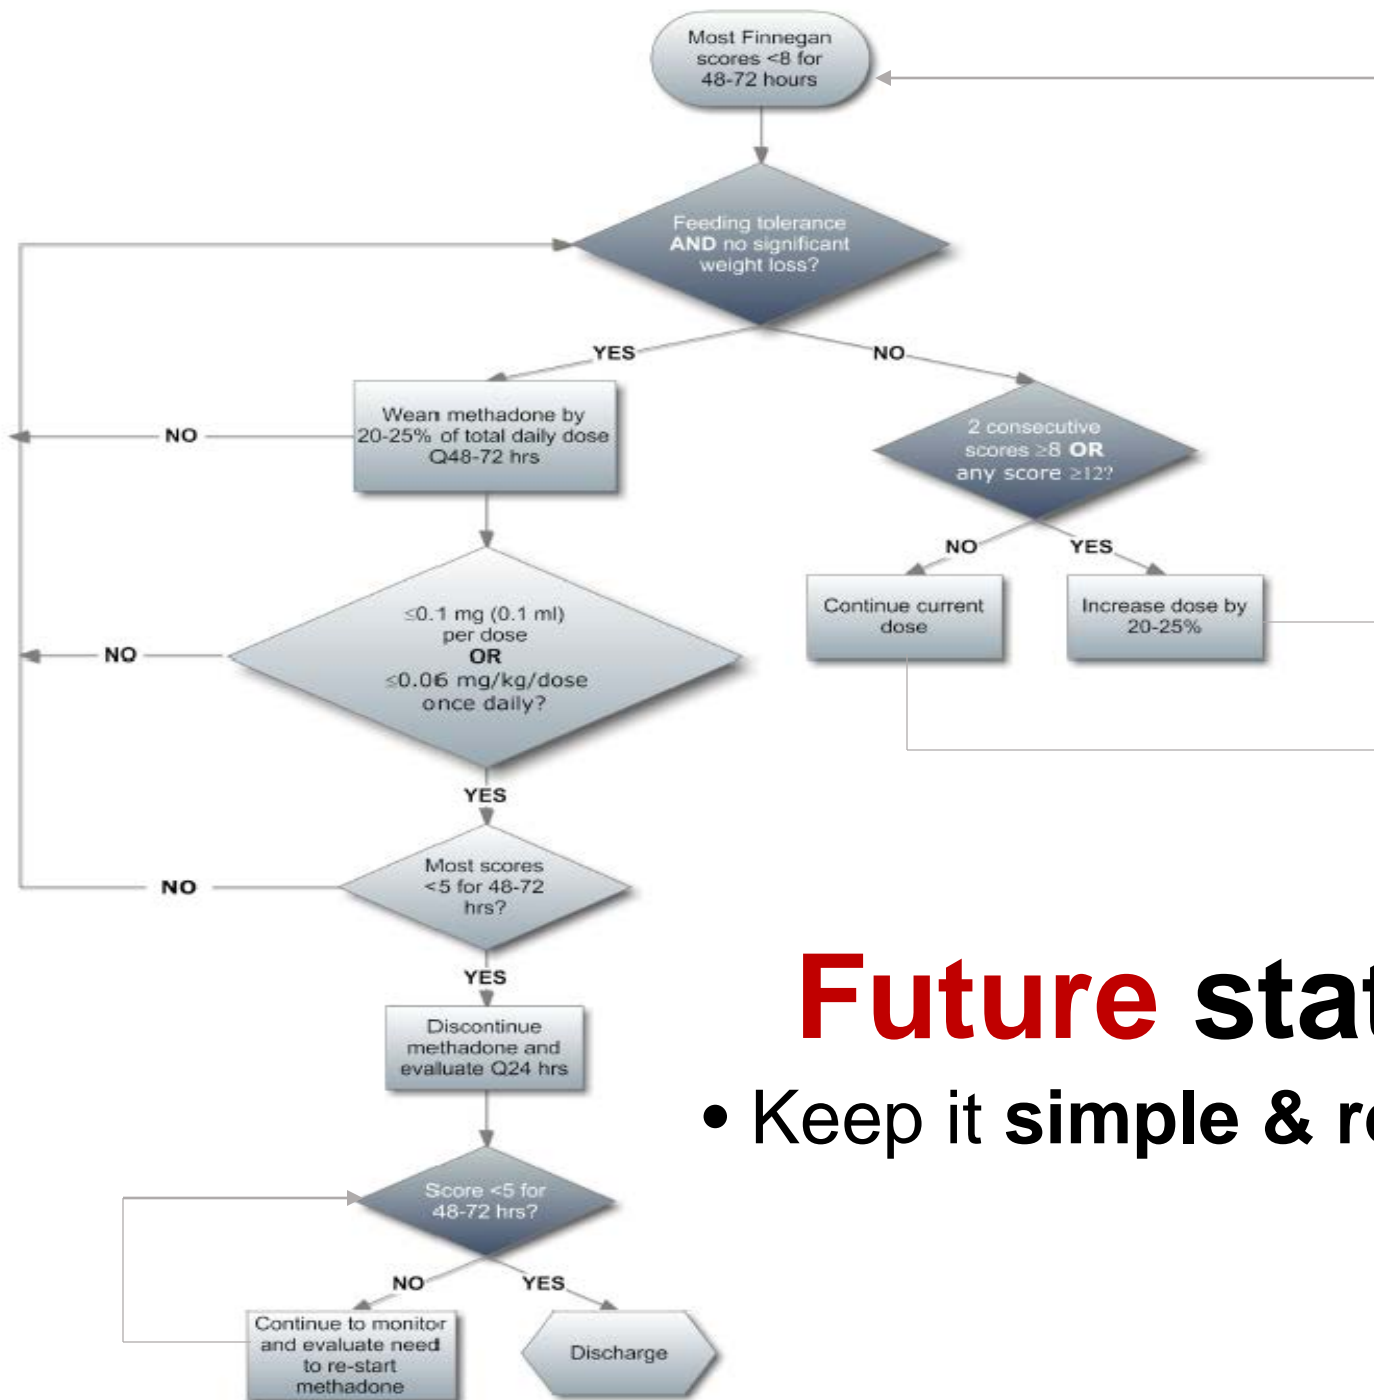 Most Finnegan
scores <8 for
48-72 hours
Feeding tolerance
AND no significant
weight loss?
YES
NO
Wean methadone by
20-25% of total daily dose
Q48-72 hrs
NO
2 consecutive
scores ≥8 OR
any score ≥12?
NO
YES
Continue current
dose
Increase dose by
20-25%
≤0.1 mg (0.1 ml)
per dose
OR
≤0.06 mg/kg/dose
once daily?
NO
YES
Most scores
<5 for 48-72
hrs?
NO
YES
Discontinue
methadone and
evaluate Q24 hrs
Future
Keep it simple &
Score <5 for
48-72 hrs?
NO
YES
Continue to monitor
and evaluate need
to re-start
methadone
Discharge